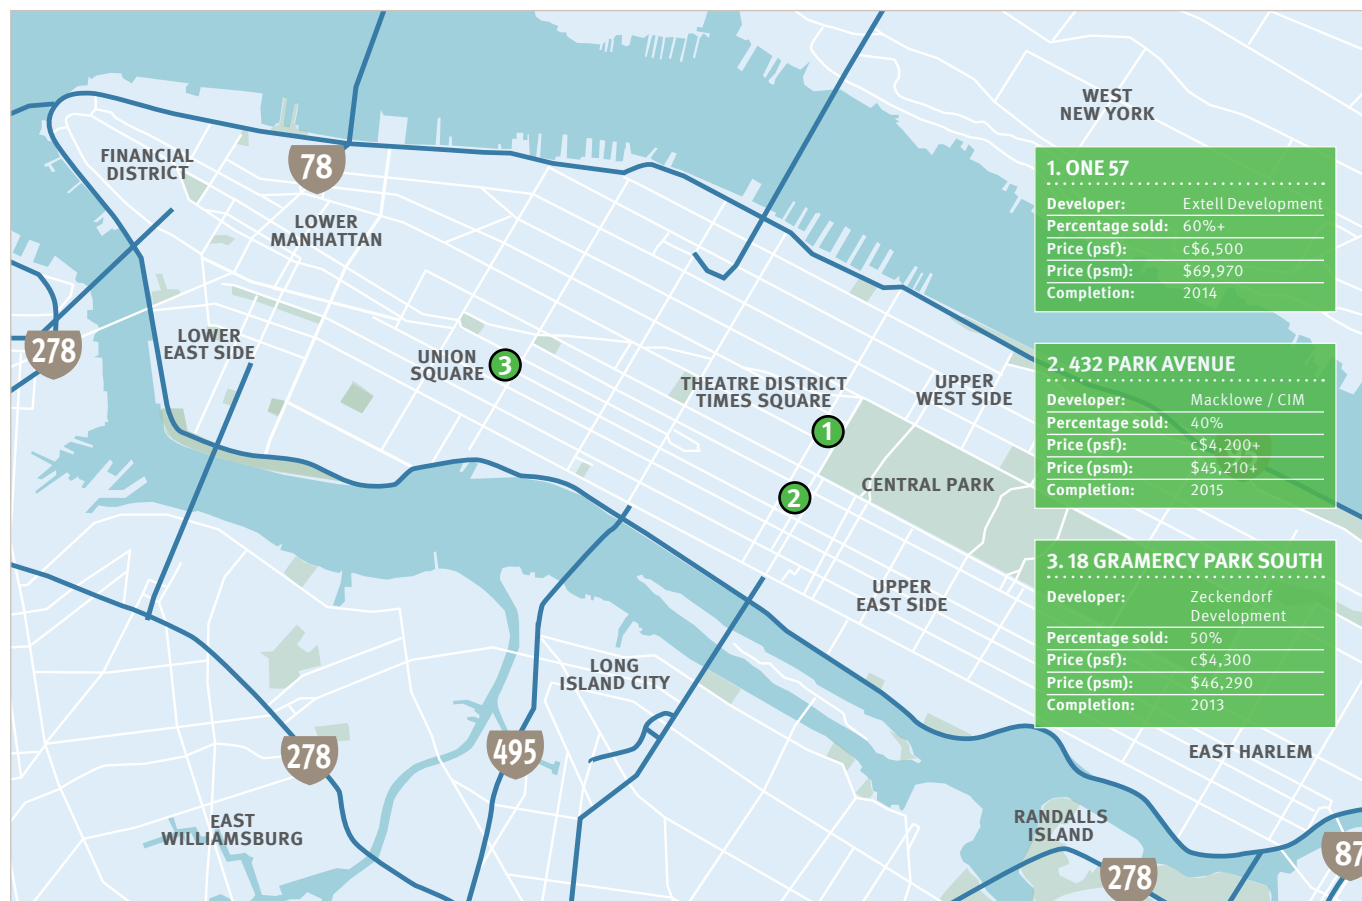 WEST
NEW YORK
FINANCIAL
DISTRICT
78
LOWER
MANHATTAN
LOWER
EAST SIDE
278
UNION
SQUARE
3
THEATRE DISTRICT
TIMES SQUARE
UPPER
WEST SIDE
1
2
CENTRAL PARK
UPPER
EAST SIDE
LONG
ISLAND CITY
278
495
EAST
WILLIAMSBURG
EAST HARLEM
RANDALLS
ISLAND
278
87
1. ONE 57
Developer: Extell Development
Percentage sold: 60%+
Price (psf): c$6,500
Price (psm): $69,970
Completion: 2014
2. 432 PARK AVENUE
Developer: Macklowe / CIM
Percentage sold: 40%
Price (psf): c$4,200+
Price (psm): $45,210+
Completion: 2015
3. 18 GRAMERCY PARK SOUTH
Developer: Zeckendorf
Development
Percentage sold: 50%
Price (psf): c$4,300
Price (psm): $46,290
Completion: 2013